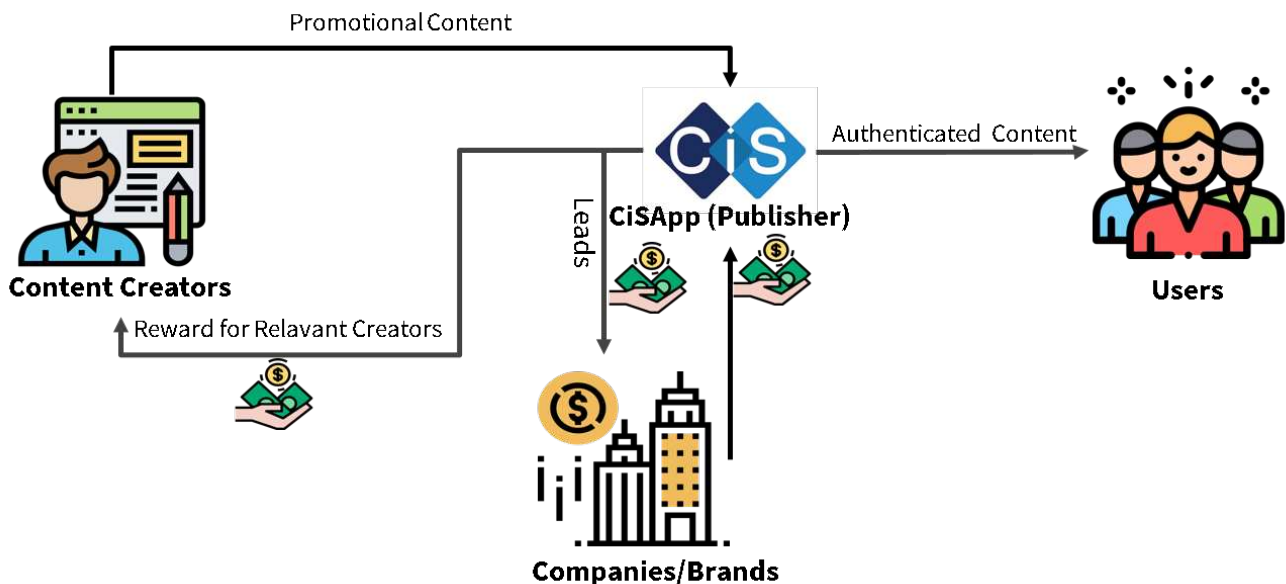 Promotional Content
CiS
Authenticated Content
CiSApp (Publisher)
Leads
Content Creators
Users
Reward for Relavant Creators
Companies/Brands